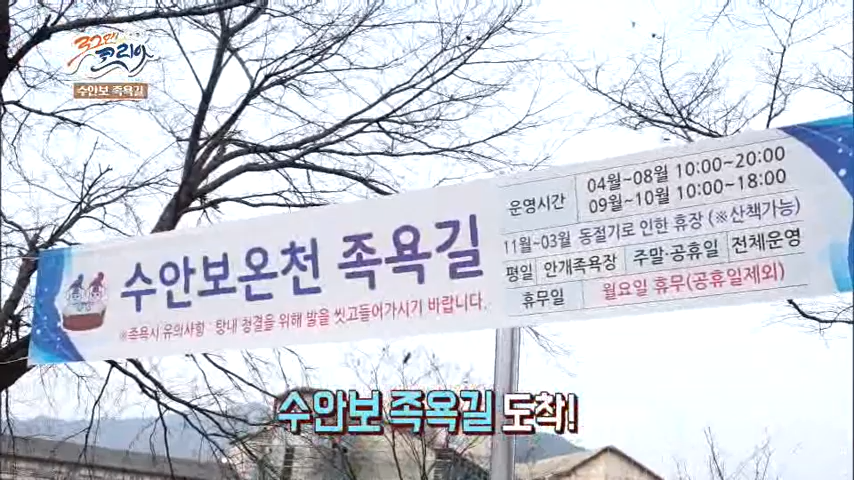 수안보 족욕길
수안보온천 족욕길
※족욕시 유의사항 : 탕내 청결을 위해 발을 씻고들어가시기 바랍니다.
운영시간
04월~08월 10:00~20:00
09월~10월 10:00~18:00
11월~03월 동절기로 인한 휴장 (※산책가능)
평일 안개족욕장 주말·공휴일 전체운영
휴무일 월요일 휴무(공휴일제외)
수안보 족욕길 도착!